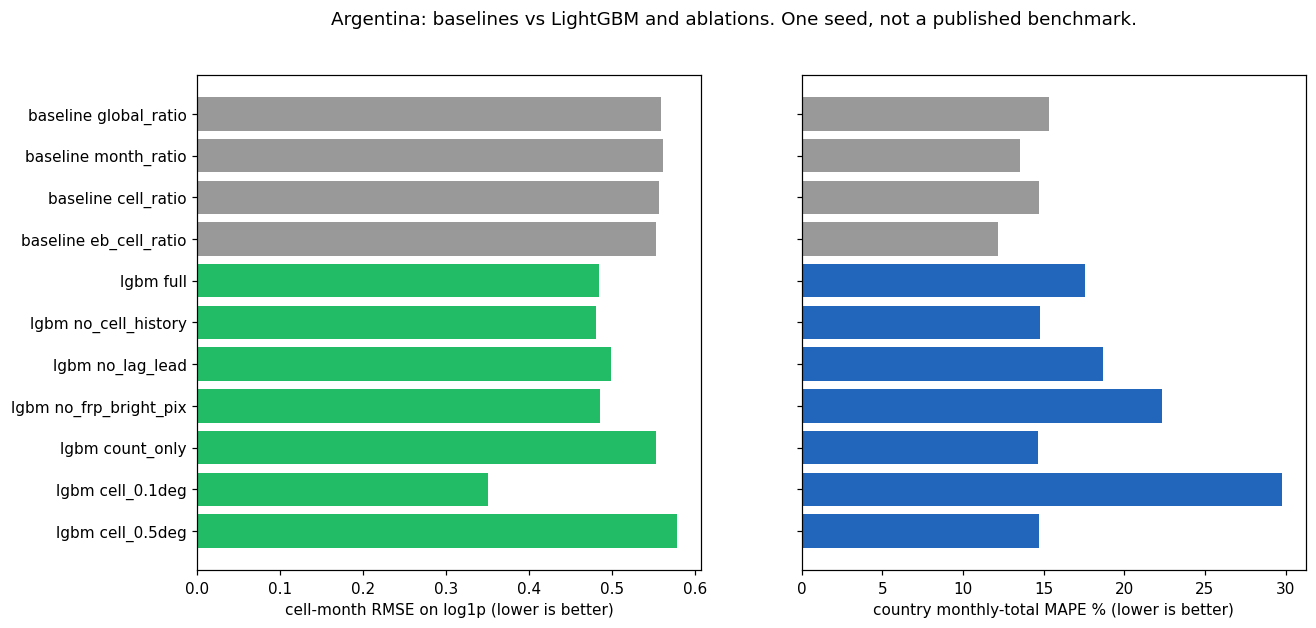 Argentina: baselines vs LightGBM and ablations. One seed, not a published benchmark.
baseline global_ratio
baseline month_ratio
baseline cell_ratio
baseline eb_cell_ratio
lgbm full
lgbm no_cell_history
lgbm no_lag_lead
lgbm no_frp_bright_pix
lgbm count_only
lgbm cell_0.1deg
lgbm cell_0.5deg
0.0 0.1 0.2 0.3 0.4 0.5 0.6
cell-month RMSE on log1p (lower is better)
0 5 10 15 20 25 30
country monthly-total MAPE % (lower is better)